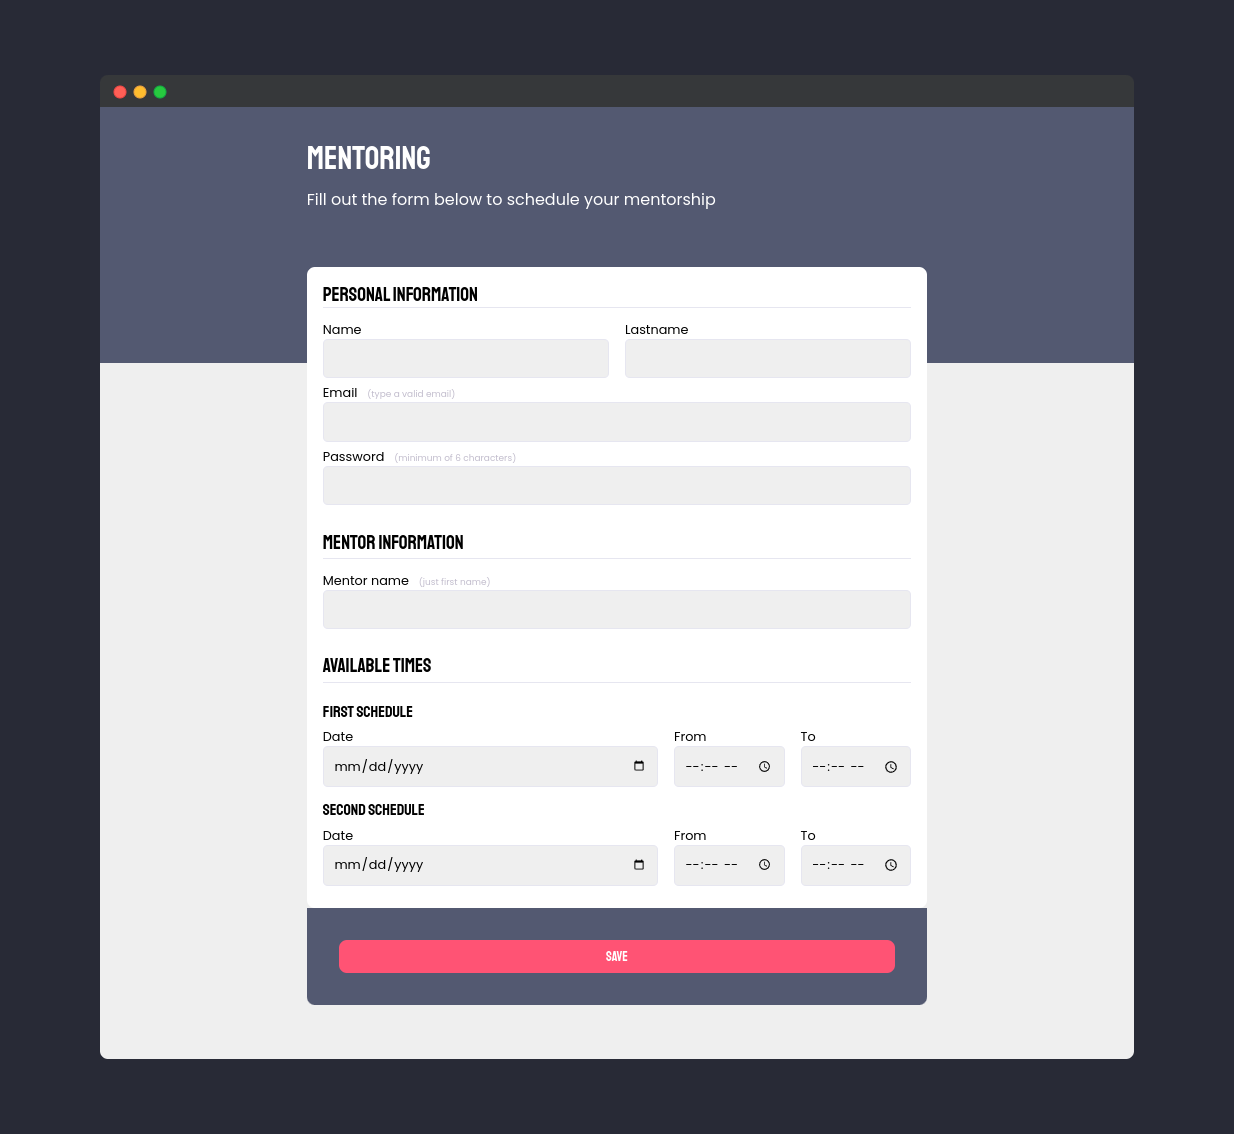 MENTORING
Fill out the form below to schedule your mentorship
PERSONAL INFORMATION
Name Lastname
Email (type a valid email)
Password (minimum of 6 characters)
MENTOR INFORMATION
Mentor name (just first name)
AVAILABLE TIMES
FIRST SCHEDULE
Date From To
mm/dd/yyyy --:-- -- --:-- --
SECOND SCHEDULE
Date From To
mm/dd/yyyy --:-- -- --:-- --
SAVE